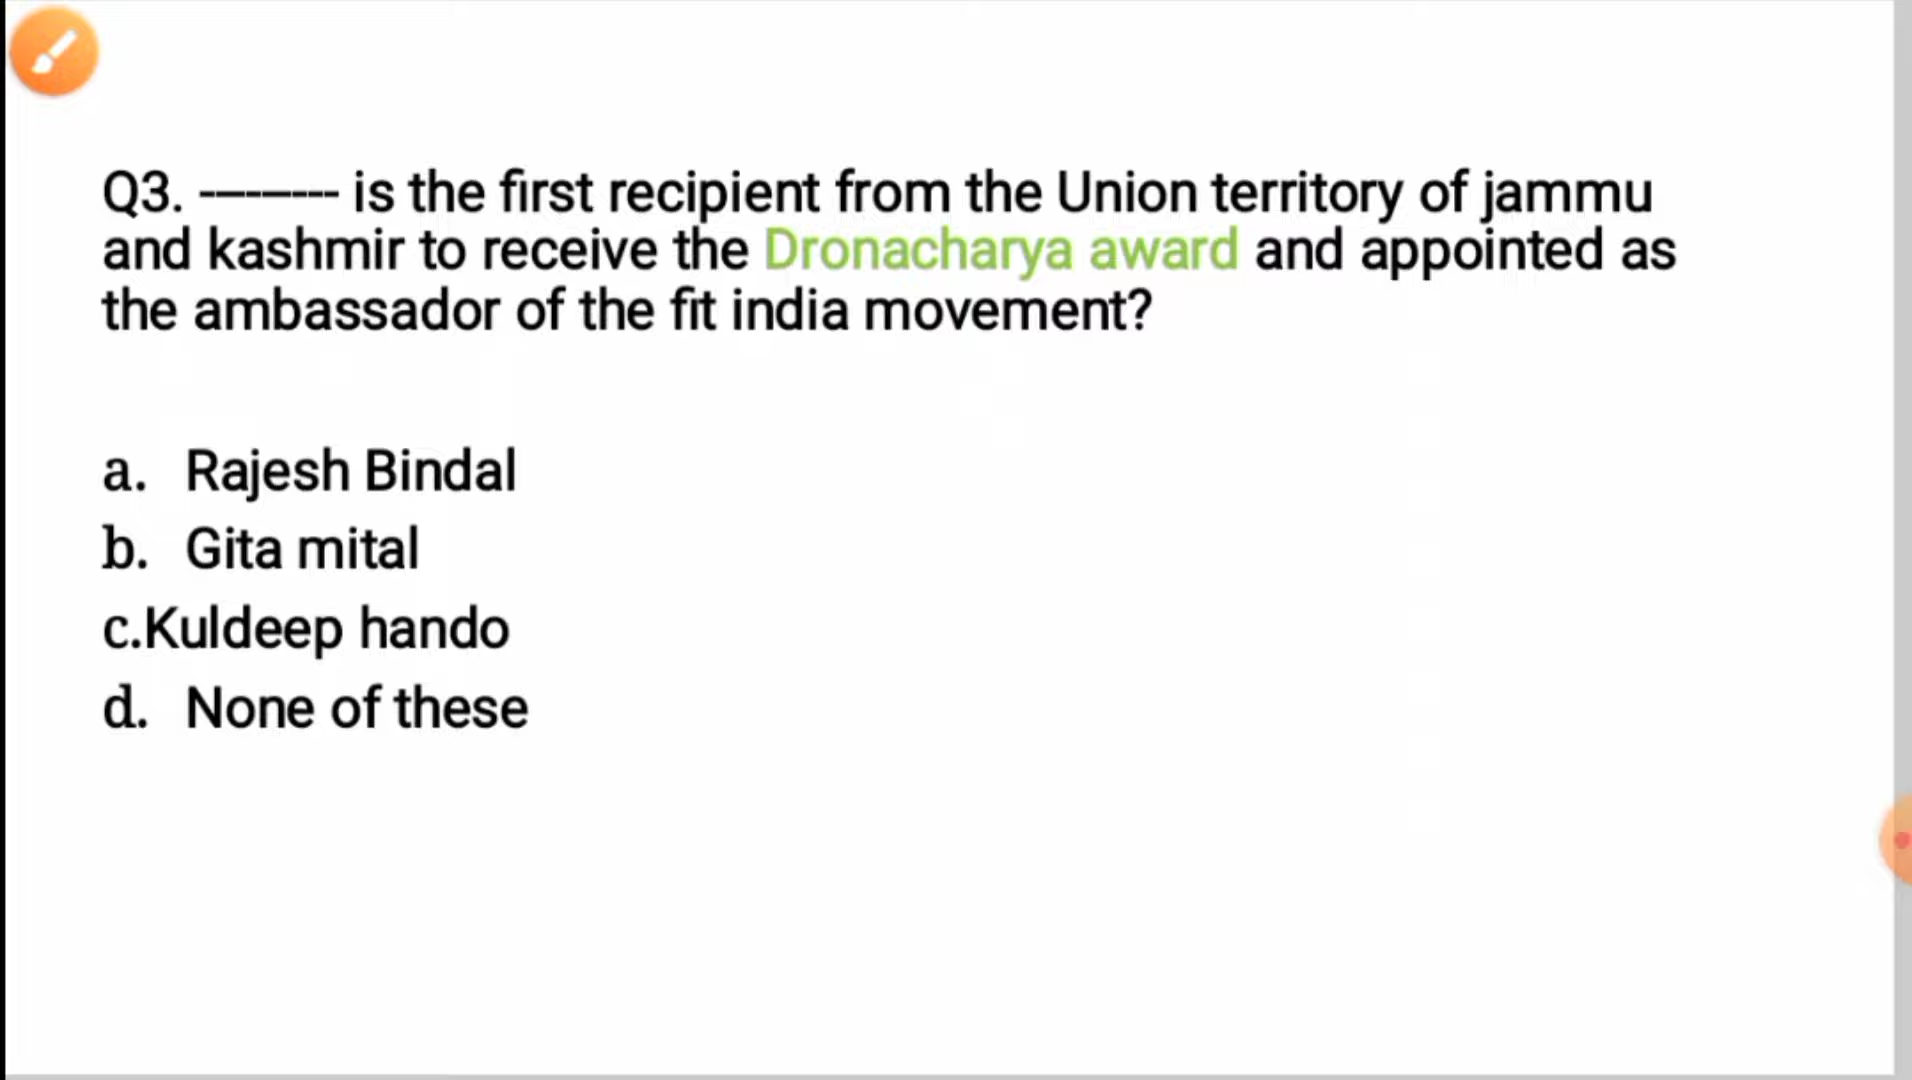 Q3. -------- is the first recipient from the Union territory of jammu
and kashmir to receive the Dronacharya award and appointed as
the ambassador of the fit india movement?
a. Rajesh Bindal
b. Gita mital
c.Kuldeep hando
d. None of these